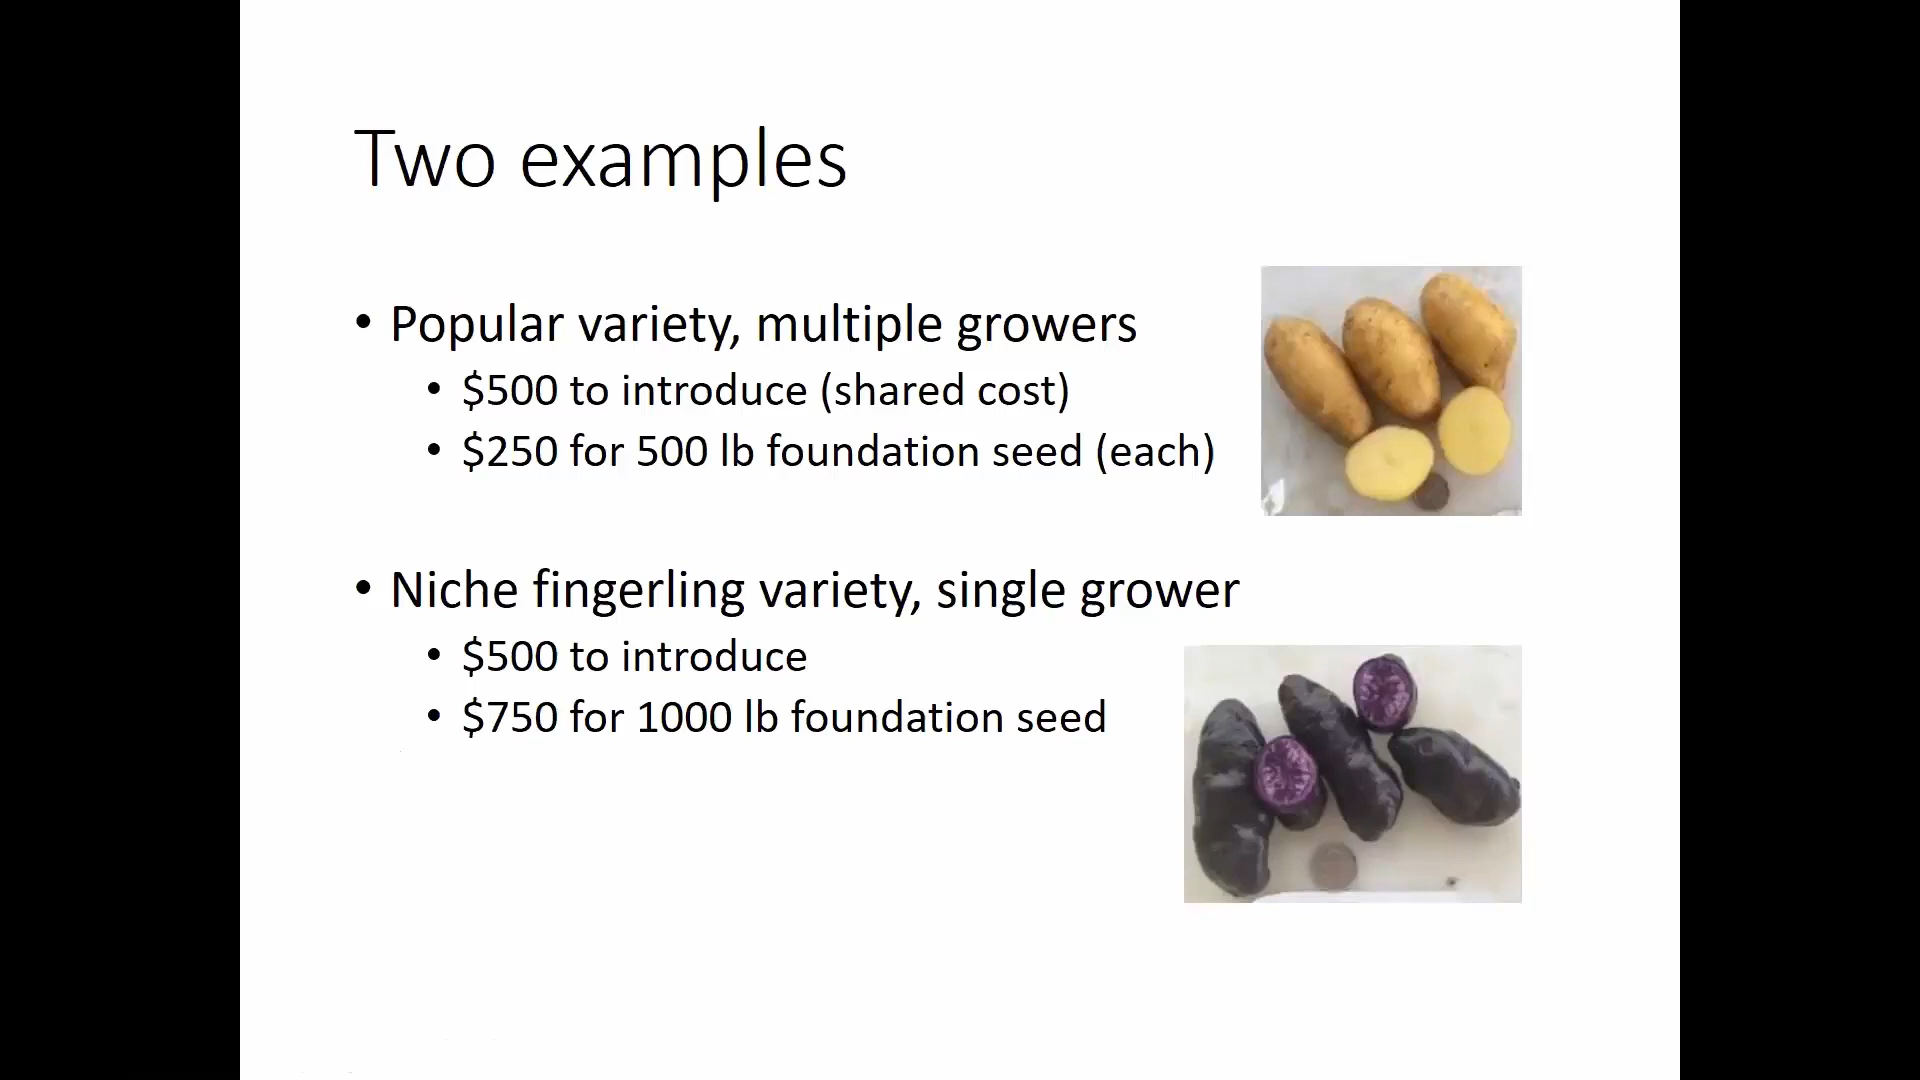 Two examples
• Popular variety, multiple growers
• $500 to introduce (shared cost)
• $250 for 500 lb foundation seed (each)
• Niche fingerling variety, single grower
• $500 to introduce
• $750 for 1000 lb foundation seed